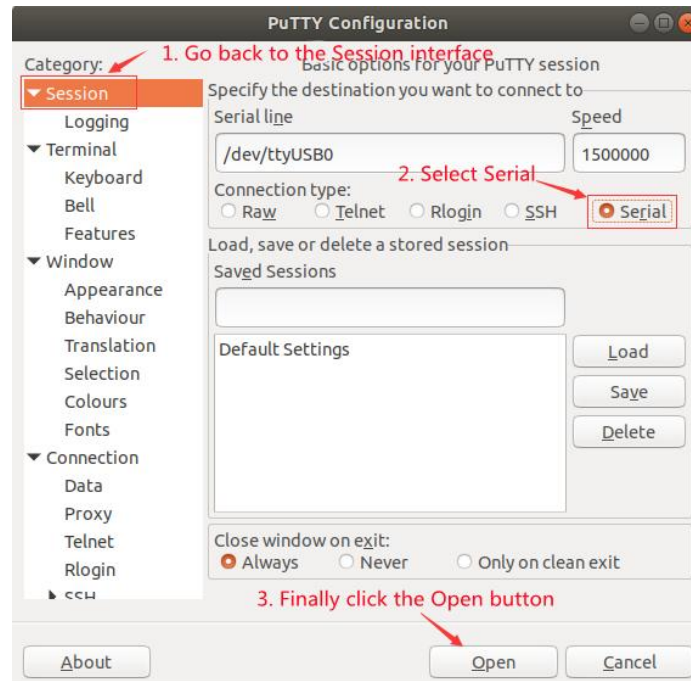 PuTTY Configuration
1. Go back to the Session interface
Category:
Basic options for your PuTTY session
Session
Logging
Terminal
Keyboard
Bell
Features
Window
Appearance
Behaviour
Translation
Selection
Colours
Fonts
Connection
Data
Proxy
Telnet
Rlogin
SSH
Specify the destination you want to connect to
Serial line
Speed
/dev/ttyUSB0
1500000
2. Select Serial
Connection type:
Raw Telnet Rlogin SSH Serial
Load, save or delete a stored session
Saved Sessions
Default Settings
Load
Save
Delete
Close window on exit:
Always Never Only on clean exit
3. Finally click the Open button
About Open Cancel